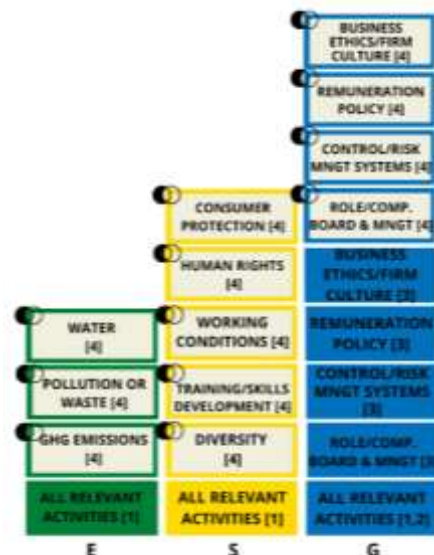 BUSINESS
ETHICS/FIRM
CULTURE [4]
REMUNERATION
POLICY [4]
CONTROL/RISK
MNGT SYSTEMS [4]
ROLE/COMP.
BOARD & MNGT [4]
BUSINESS
ETHICS/FIRM
CULTURE [3]
REMUNERATION
POLICY [3]
CONTROL/RISK
MNGT SYSTEMS
[3]
ROLE/COMP.
BOARD & MNGT [3
ALL RELEVANT
ACTIVITIES [1,2]
G
CONSUMER
PROTECTION [4]
HUMAN RIGHTS
[4]
WORKING
CONDITIONS [4]
TRAINING/SKILLS
DEVELOPMENT [4]
DIVERSITY
[4]
ALL RELEVANT
ACTIVITIES [1]
S
WATER
[4]
POLLUTION OR
WASTE [4]
GHG EMISSIONS
[4]
ALL RELEVANT
ACTIVITIES [1]
E